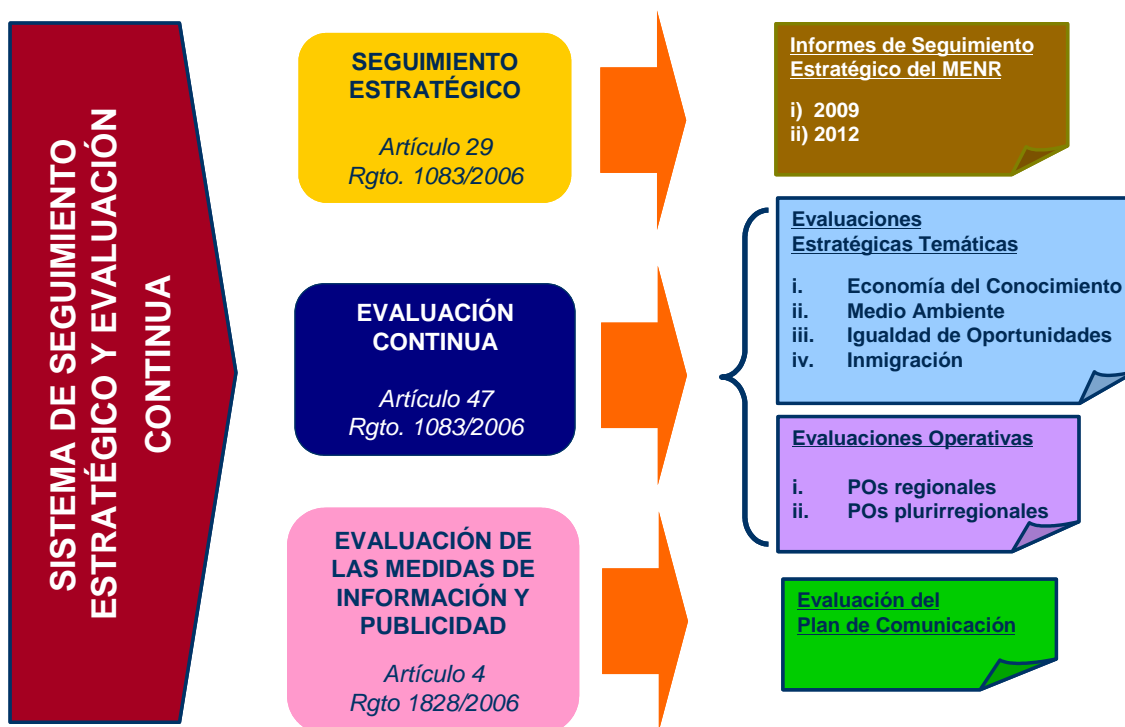 SISTEMA DE SEGUIMIENTO
ESTRATÉGICO Y EVALUACIÓN
CONTINUA
SEGUIMIENTO
ESTRATÉGICO
Artículo 29
Rgto. 1083/2006
Informes de Seguimiento
Estratégico del MENR
i) 2009
ii) 2012
EVALUACIÓN
CONTINUA
Artículo 47
Rgto. 1083/2006
Evaluaciones
Estratégicas Temáticas
i. Economía del Conocimiento
ii. Medio Ambiente
iii. Igualdad de Oportunidades
iv. Inmigración
Evaluaciones Operativas
i. POs regionales
ii. POs plurirregionales
EVALUACIÓN DE
LAS MEDIDAS DE
INFORMACIÓN Y
PUBLICIDAD
Artículo 4
Rgto 1828/2006
Evaluación del
Plan de Comunicación